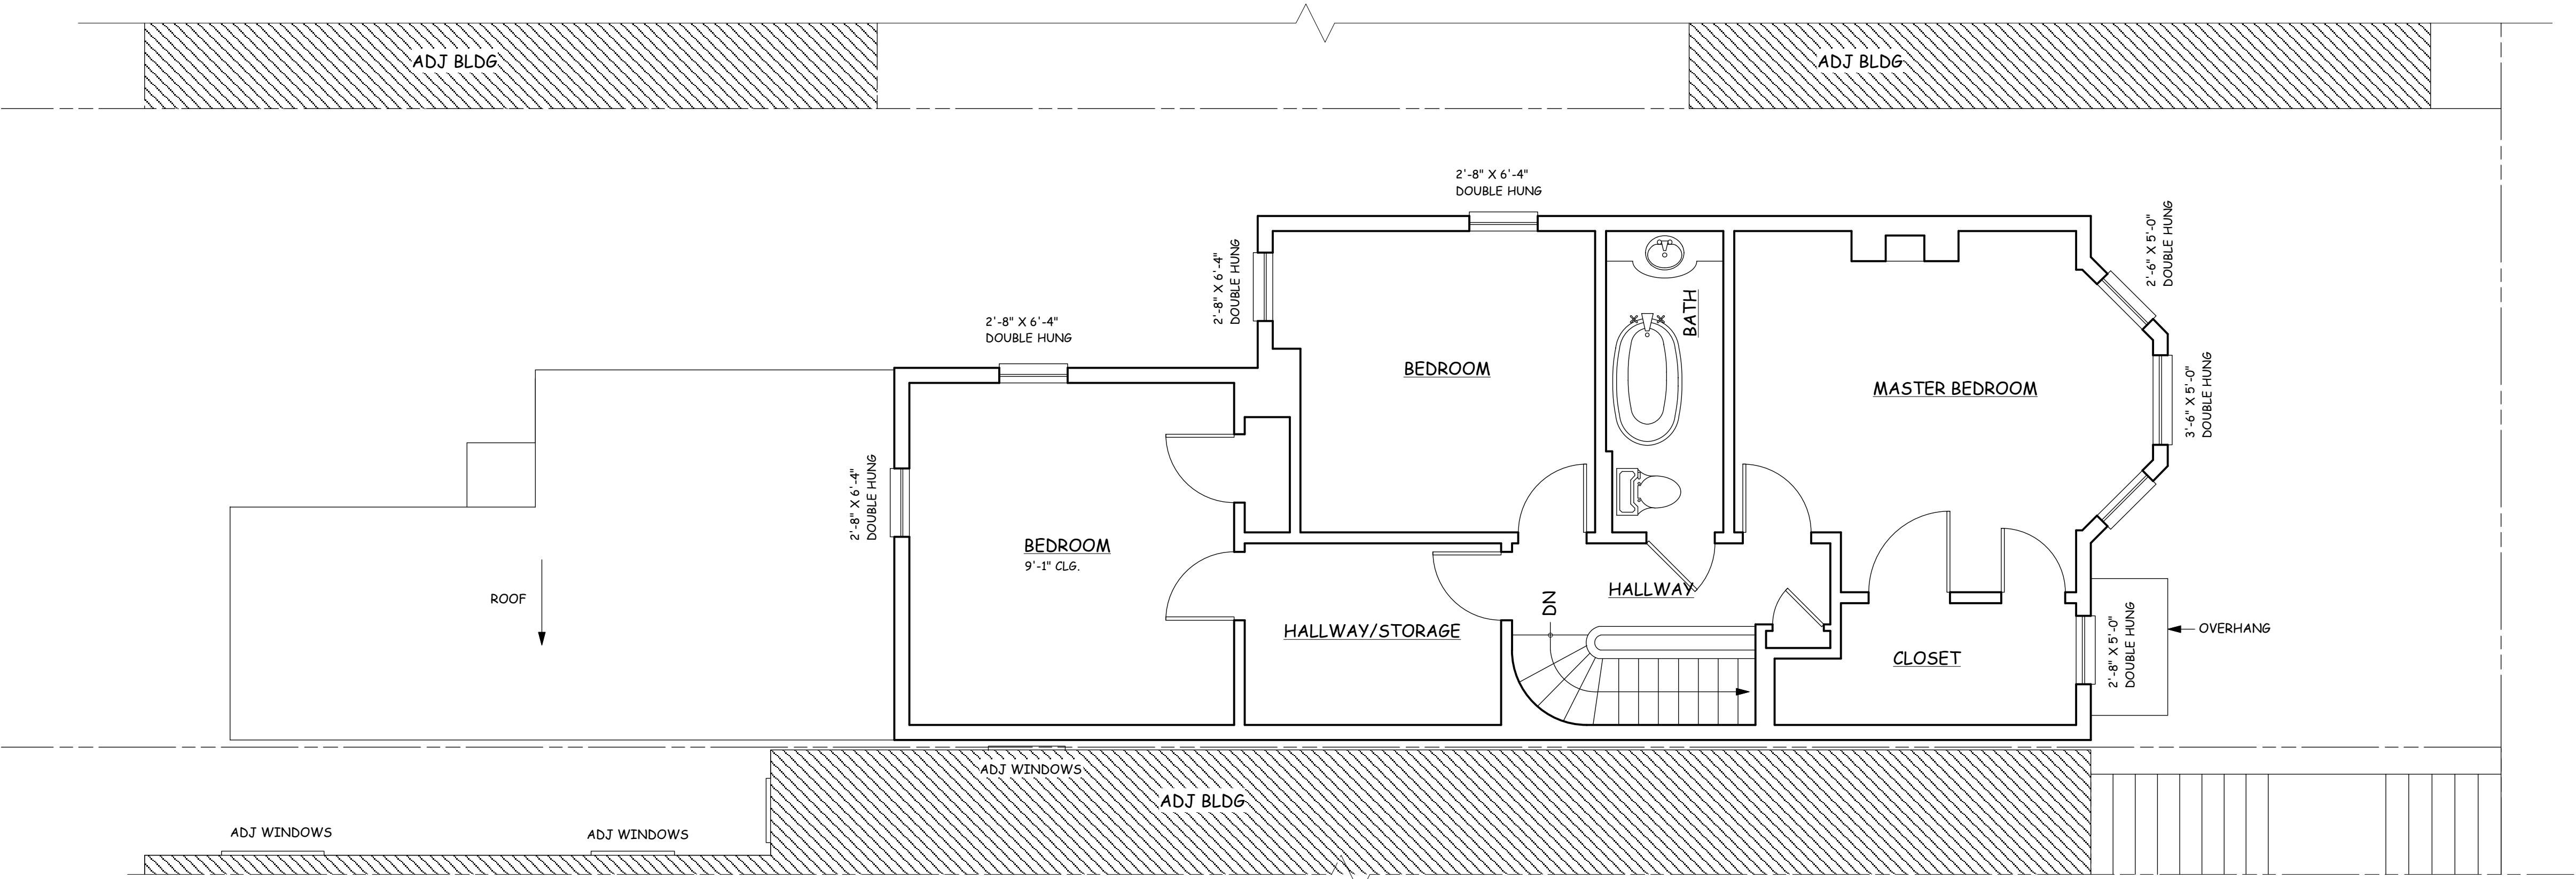 ADJ BLDG
ADJ BLDG
2'-8" X 6'-4"
DOUBLE HUNG
2'-6" X 5'-0"
DOUBLE HUNG
2'-8" X 6'-4"
DOUBLE HUNG
BATH
2'-8" X 6'-4"
DOUBLE HUNG
BEDROOM
MASTER BEDROOM
3'-6" X 5'-0"
DOUBLE HUNG
2'-8" X 6'-4"
DOUBLE HUNG
BEDROOM
9'-1" CLG.
ROOF
HALLWAY
DN
HALLWAY/STORAGE
CLOSET
2'-8" X 5'-0"
DOUBLE HUNG
OVERHANG
ADJ WINDOWS
ADJ BLDG
ADJ WINDOWS
ADJ WINDOWS